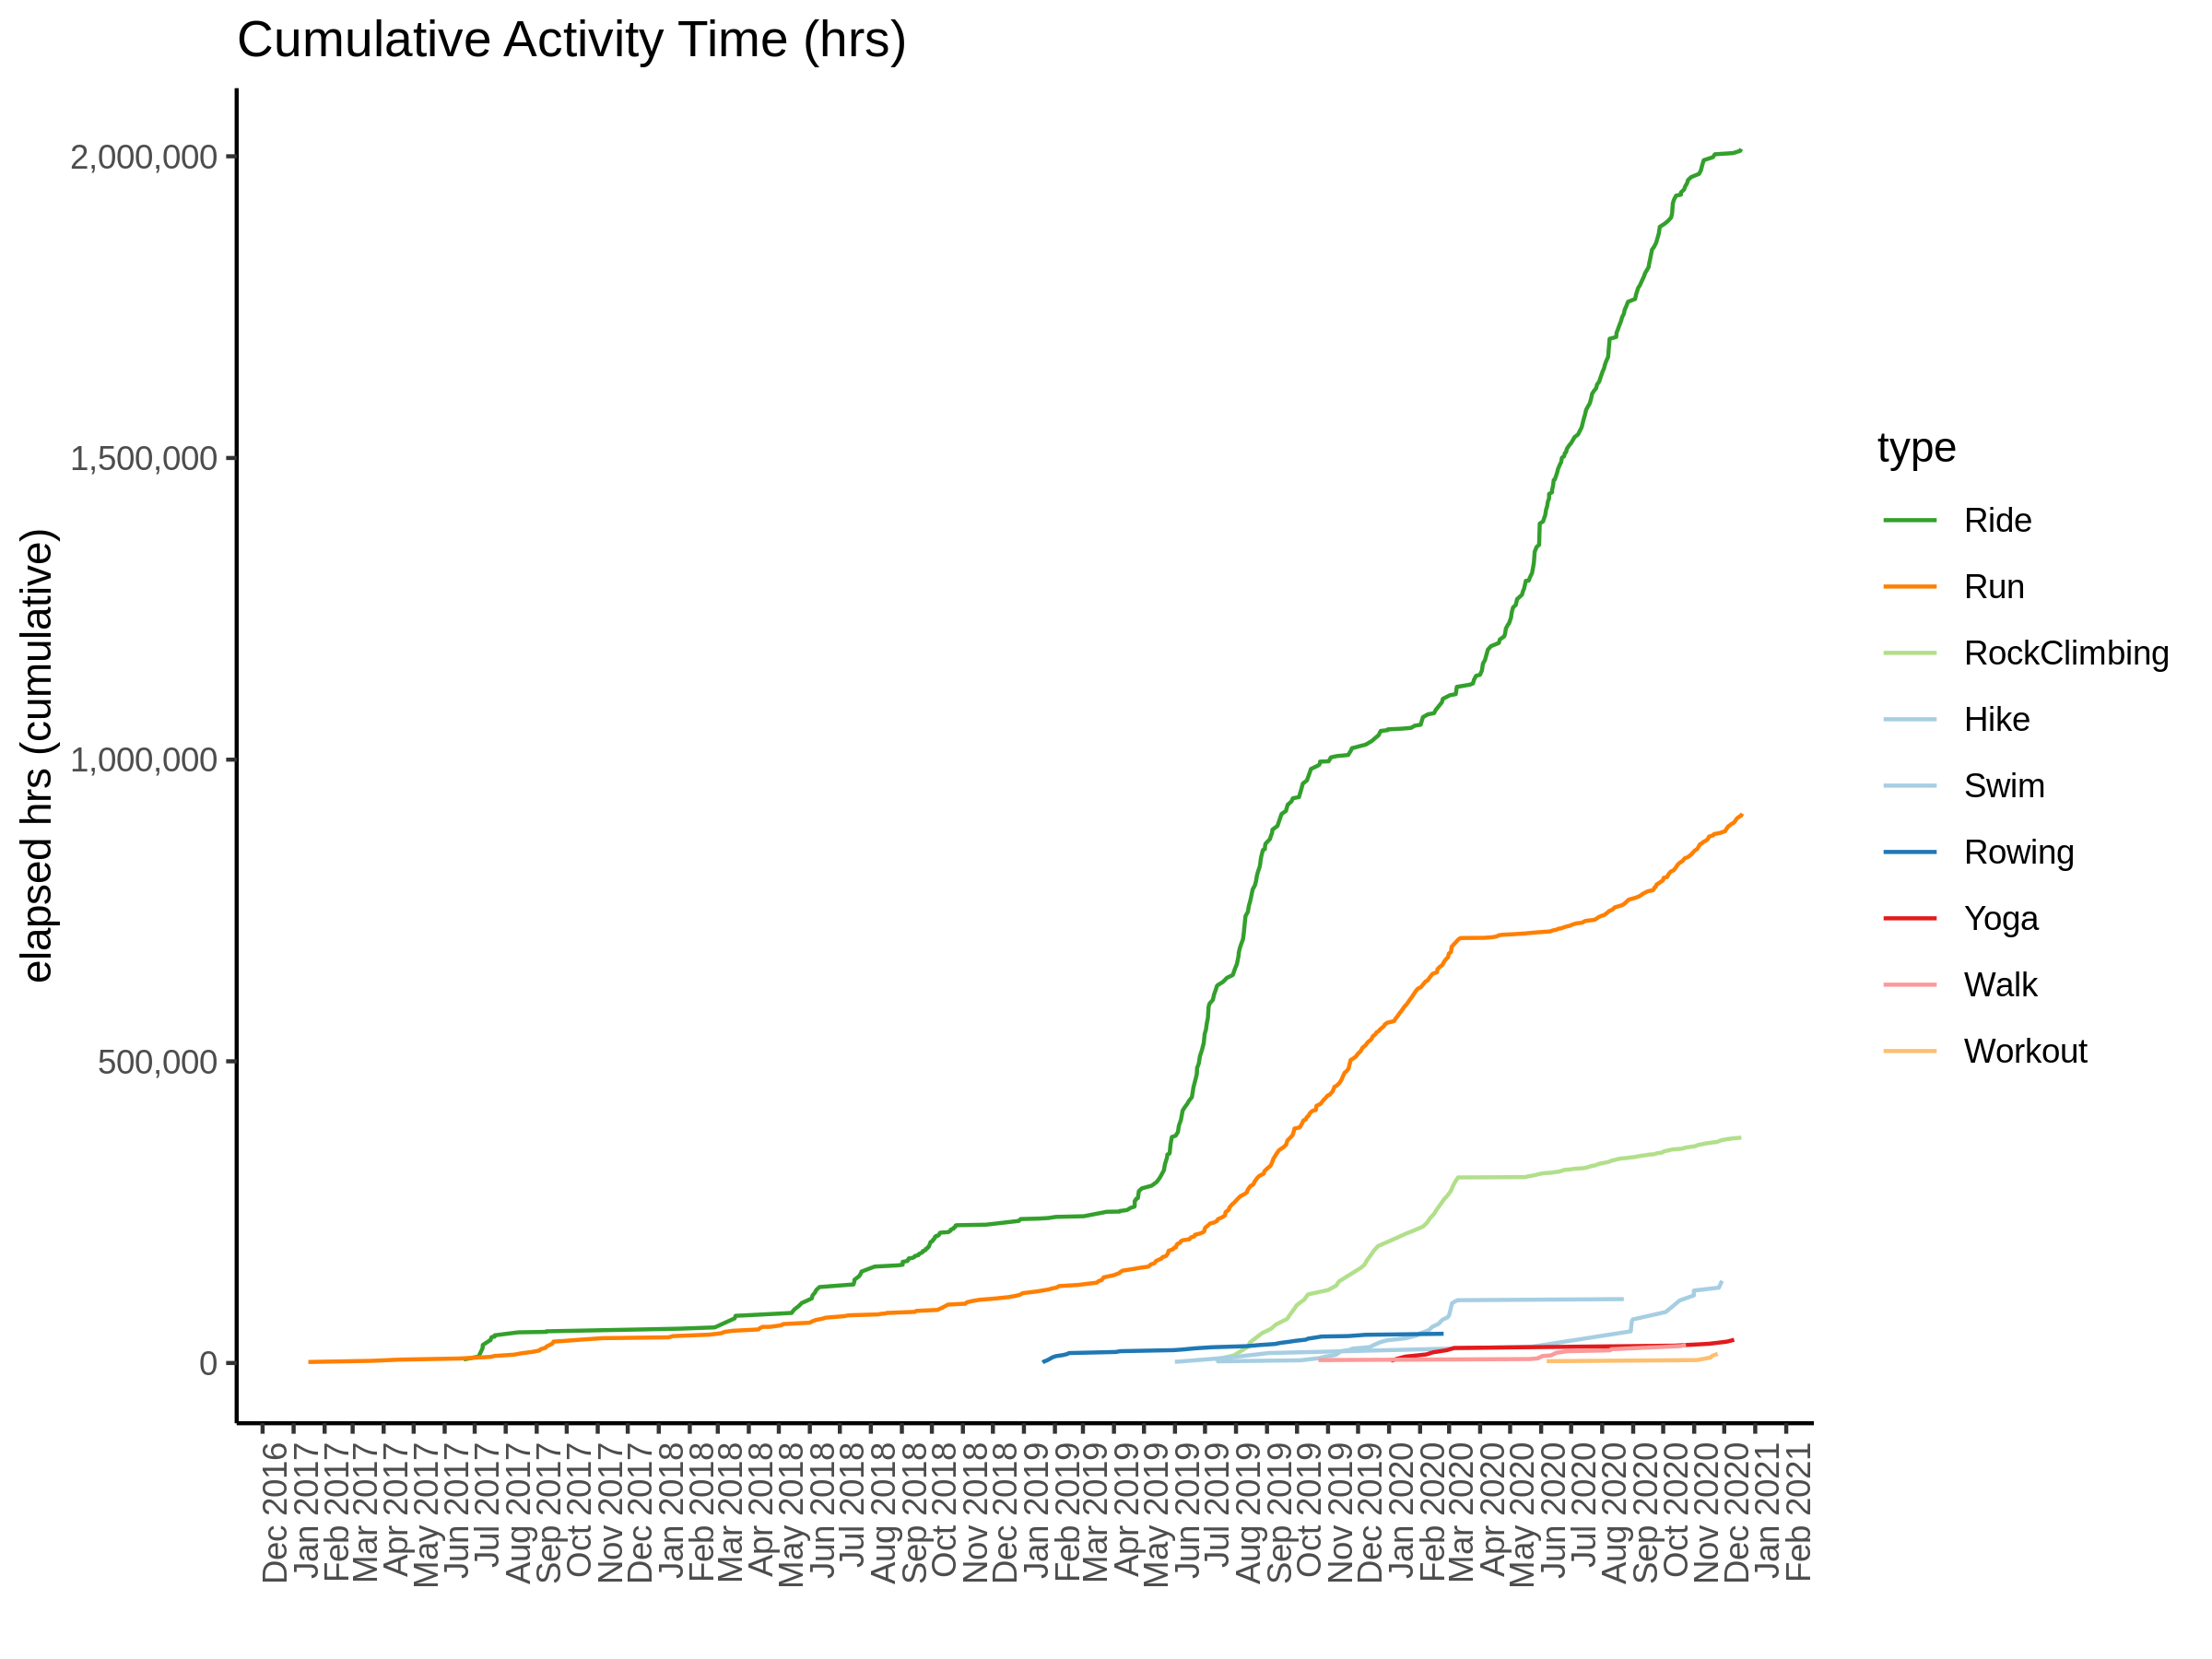 Cumulative Activity Time (hrs)
elapsed hrs (cumulative)
2,000,000
1,500,000
1,000,000
500,000
0
Dec 2016
Jan 2017
Feb 2017
Mar 2017
Apr 2017
May 2017
Jun 2017
Jul 2017
Aug 2017
Sep 2017
Oct 2017
Nov 2017
Dec 2017
Jan 2018
Feb 2018
Mar 2018
Apr 2018
May 2018
Jun 2018
Jul 2018
Aug 2018
Sep 2018
Oct 2018
Nov 2018
Dec 2018
Jan 2019
Feb 2019
Mar 2019
Apr 2019
May 2019
Jun 2019
Jul 2019
Aug 2019
Sep 2019
Oct 2019
Nov 2019
Dec 2019
Jan 2020
Feb 2020
Mar 2020
Apr 2020
May 2020
Jun 2020
Jul 2020
Aug 2020
Sep 2020
Oct 2020
Nov 2020
Dec 2020
Jan 2021
Feb 2021
type
Ride
Run
RockClimbing
Hike
Swim
Rowing
Yoga
Walk
Workout